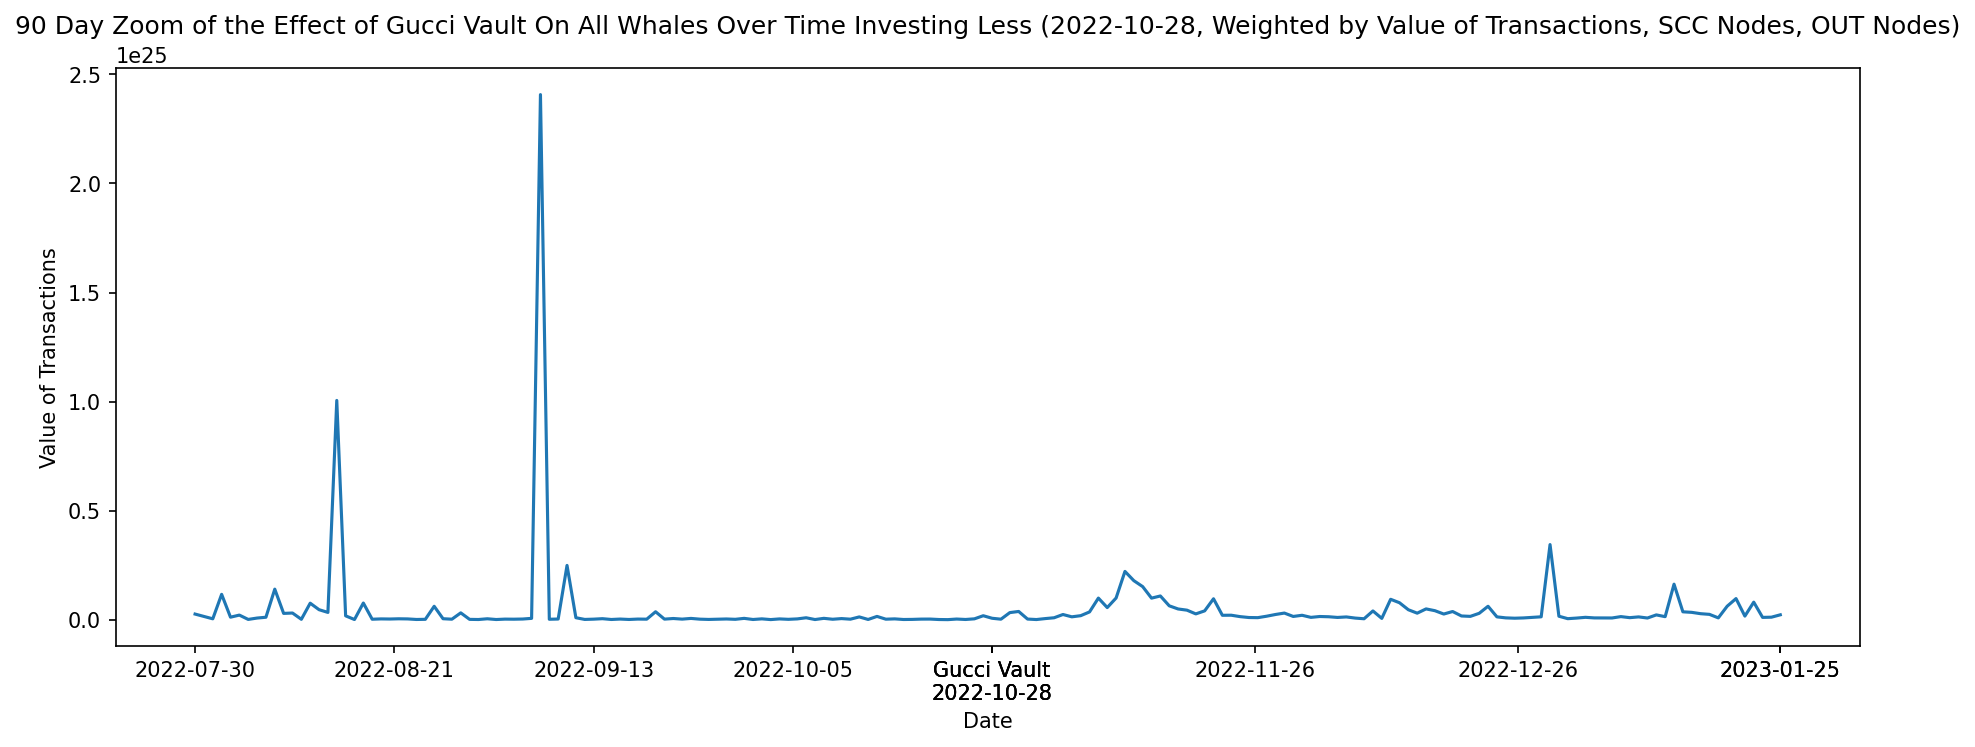 90 Day Zoom of the Effect of Gucci Vault On All Whales Over Time Investing Less (2022-10-28, Weighted by Value of Transactions, SCC Nodes, OUT Nodes)
1e25
2.5
2.0
1.5
1.0
0.5
0.0
Value of Transactions
2022-07-30 2022-08-21 2022-09-13 2022-10-05 Gucci Vault 2022-11-26 2022-12-26 2023-01-25
2022-10-28
Date